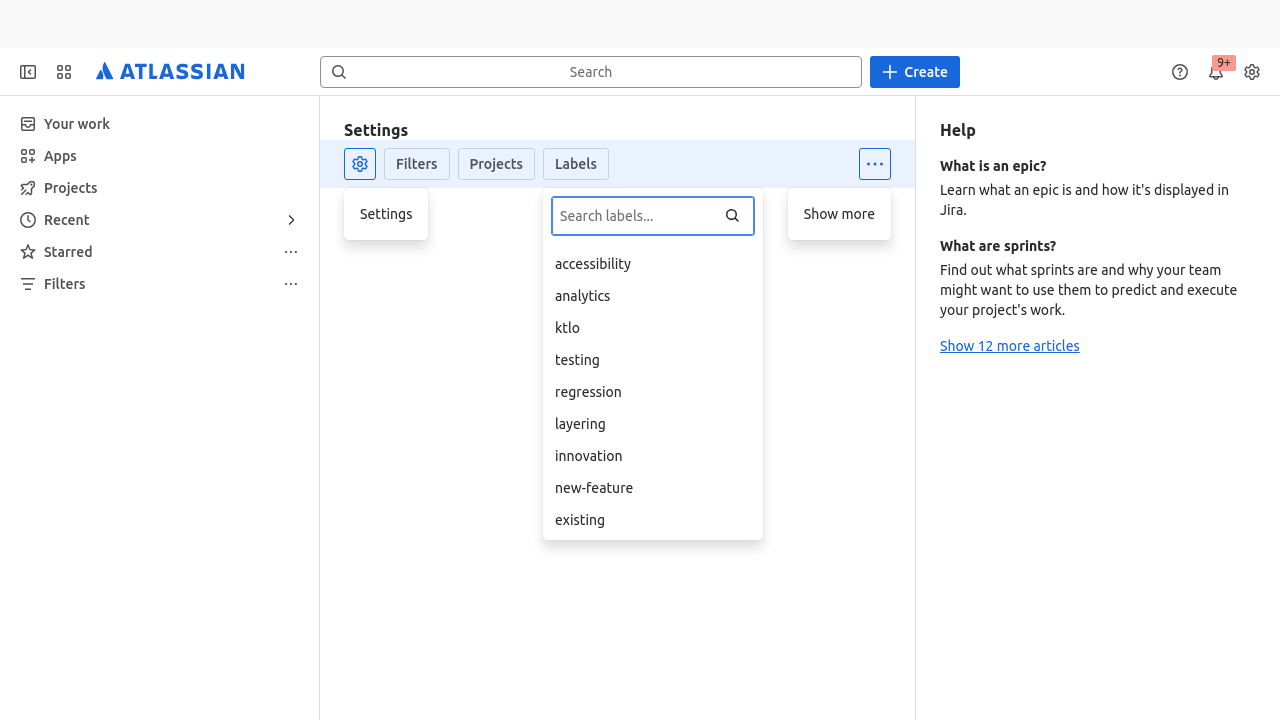 ATLASSIAN
Search
Create
9+
Your work
Apps
Projects
Recent
Starred
Filters
Settings
Filters
Projects
Labels
Settings
Search labels...
accessibility
analytics
ktlo
testing
regression
layering
innovation
new-feature
existing
Show more
Help
What is an epic?
Learn what an epic is and how it's displayed in
Jira.
What are sprints?
Find out what sprints are and why your team
might want to use them to predict and execute
your project's work.
Show 12 more articles